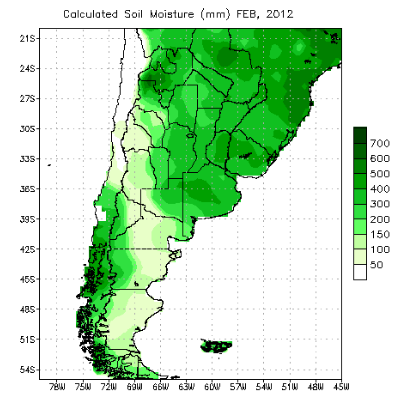 Calculated Soil Moisture (mm) FEB, 2012
21S
24S
27S
30S
33S
36S
39S
42S
45S
48S
51S
54S
78W 75W 72W 69W 66W 63W 60W 57W 54W 51W 48W 45W
700
600
500
400
300
200
150
100
50